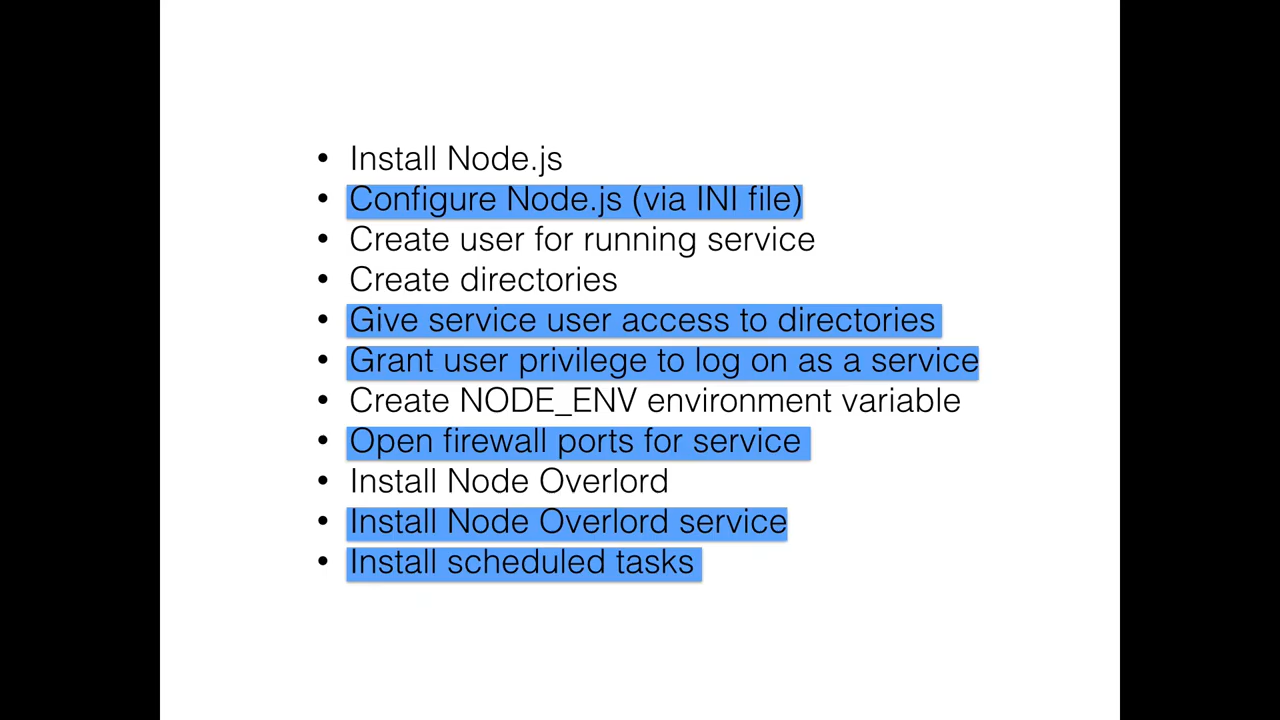 • Install Node.js
• Configure Node.js (via INI file)
• Create user for running service
• Create directories
• Give service user access to directories
• Grant user privilege to log on as a service
• Create NODE_ENV environment variable
• Open firewall ports for service
• Install Node Overlord
• Install Node Overlord service
• Install scheduled tasks